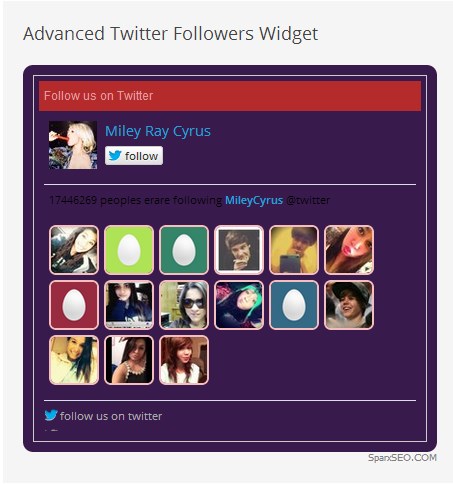 Advanced Twitter Followers Widget
Follow us on Twitter
Miley Ray Cyrus
follow
17446269 peoples erare following MileyCyrus @twitter
follow us on twitter
SparxSEO.COM